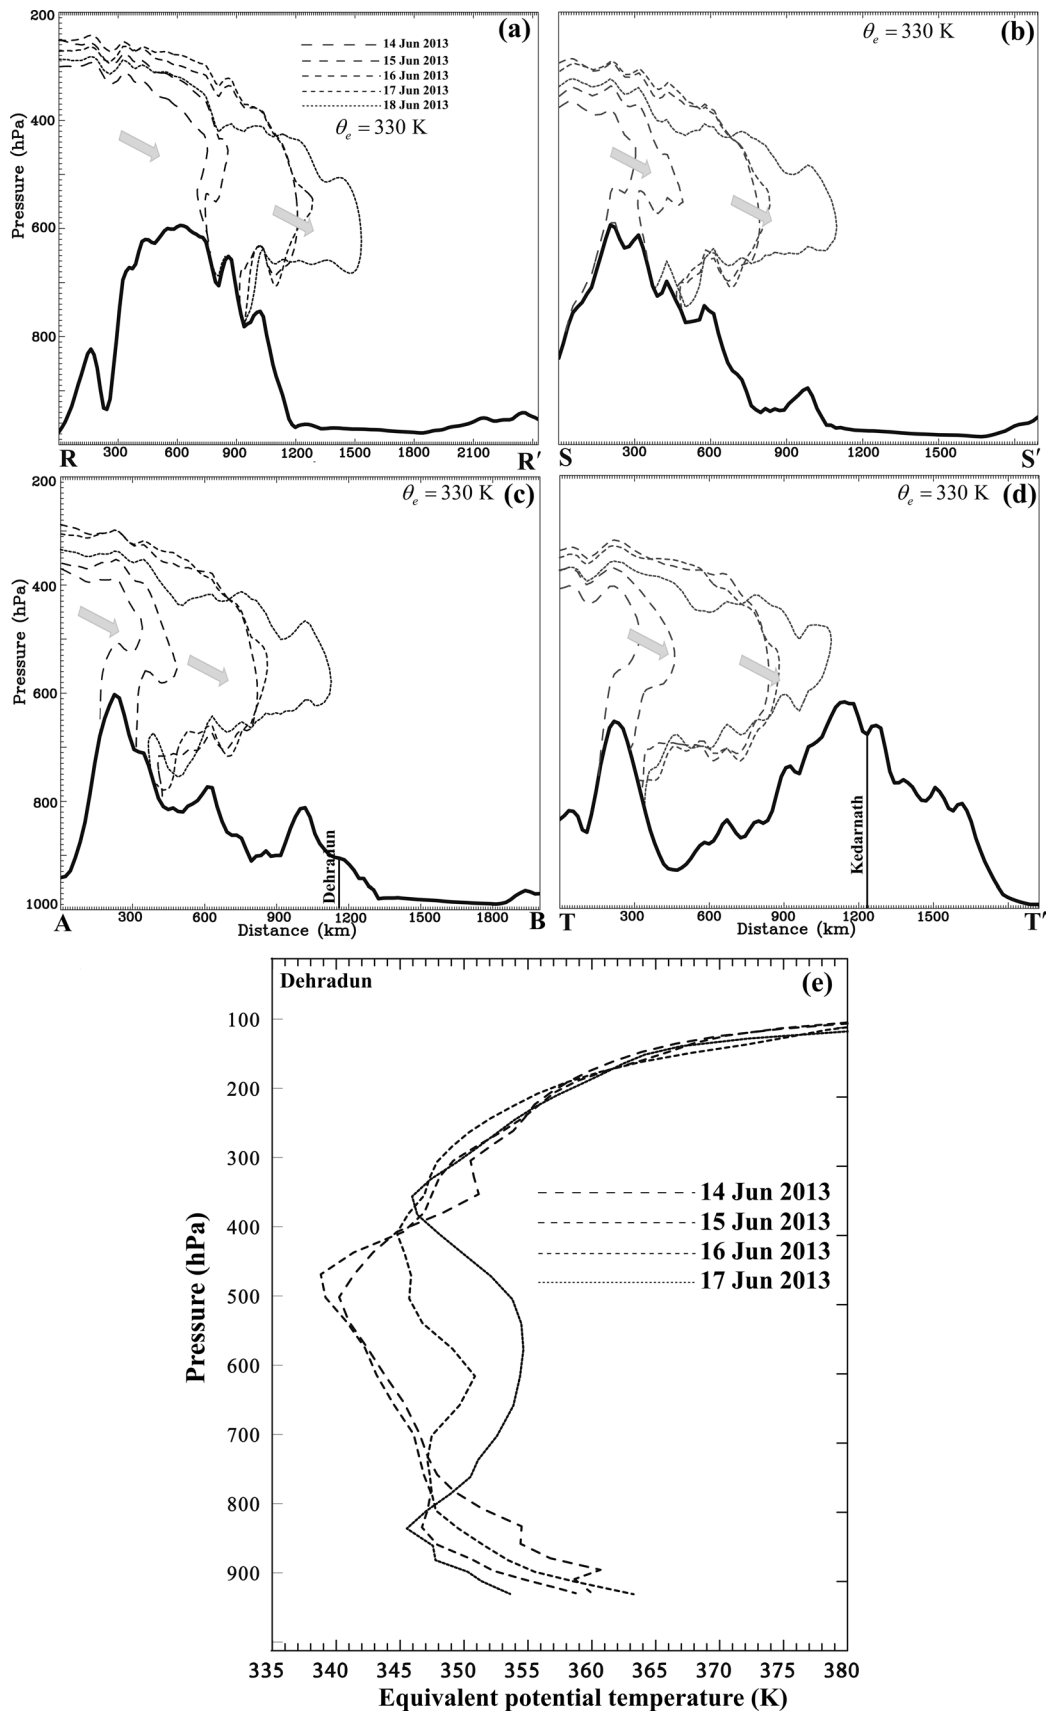 (a)
200
400
600
800
Pressure (hPa)
14 Jun 2013
15 Jun 2013
16 Jun 2013
17 Jun 2013
18 Jun 2013
θe = 330 K
R 300 600 900 1200 1500 1800 2100 R'
(b)
θe = 330 K
S 300 600 900 1200 1500 S'
(c)
θe = 330 K
200
400
600
800
1000
Pressure (hPa)
Dehradun
300 600 900 1200 1500 1800
A Distance (km) B
(d)
θe = 330 K
Kedarnath
300 600 900 1200 1500
T Distance (km) T'
Dehradun (e)
100
200
300
400
500
600
700
800
900
Pressure (hPa)
14 Jun 2013
15 Jun 2013
16 Jun 2013
17 Jun 2013
335 340 345 350 355 360 365 370 375 380
Equivalent potential temperature (K)